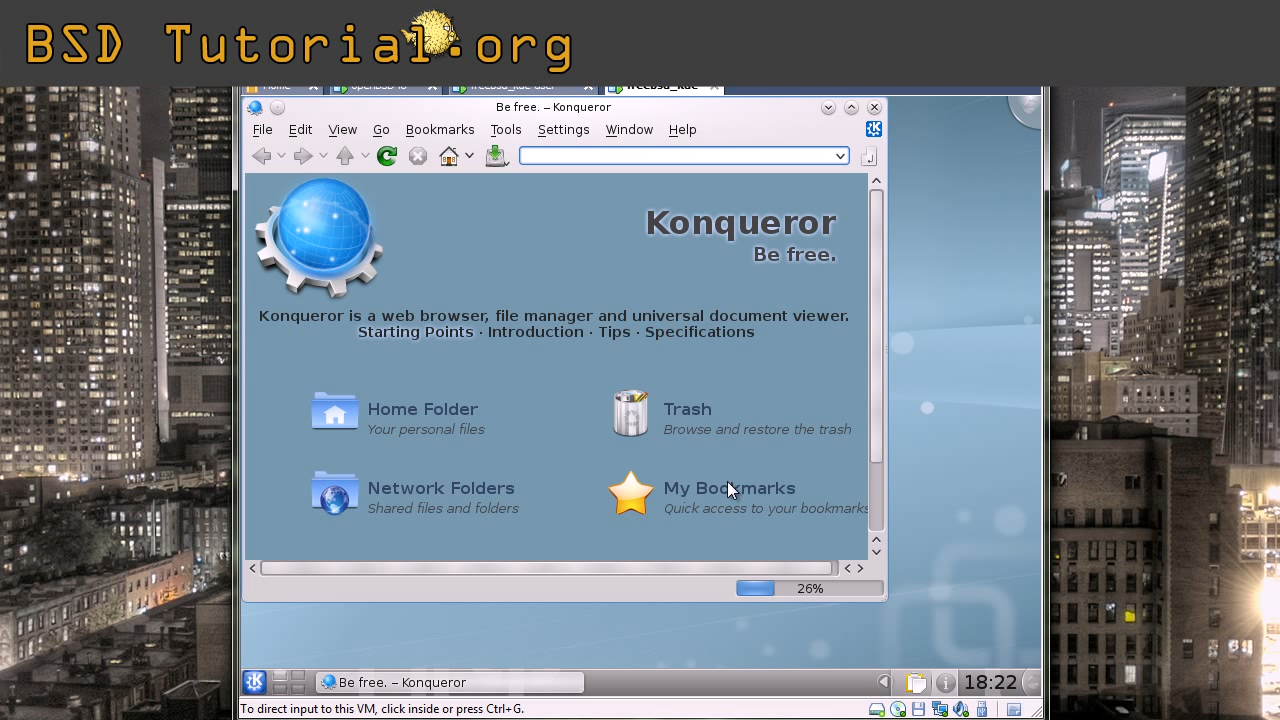 BSD Tutorial.org
Home
freebsd_kde
Be free. – Konqueror
File Edit View Go Bookmarks Tools Settings Window Help
Konqueror
Be free.
Konqueror is a web browser, file manager and universal document viewer.
Starting Points · Introduction · Tips · Specifications
Home Folder
Your personal files
Trash
Browse and restore the trash
Network Folders
Shared files and folders
My Bookmarks
Quick access to your bookmarks
26%
Be free. – Konqueror
18:22
To direct input to this VM, click inside or press Ctrl+G.